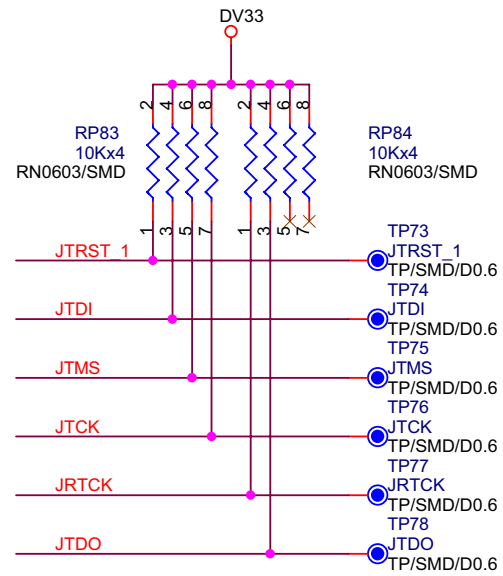 DV33
2 4 6 8 2 4 6 8
RP83
10Kx4
RN0603/SMD
RP84
10Kx4
RN0603/SMD
1 3 5 7 1 3 5 7
TP73
JTRST_1 JTRST_1
TP/SMD/D0.6
TP74
JTDI JTDI
TP/SMD/D0.6
TP75
JTMS JTMS
TP/SMD/D0.6
TP76
JTCK JTCK
TP/SMD/D0.6
TP77
JRTCK JRTCK
TP/SMD/D0.6
TP78
JTDO JTDO
TP/SMD/D0.6